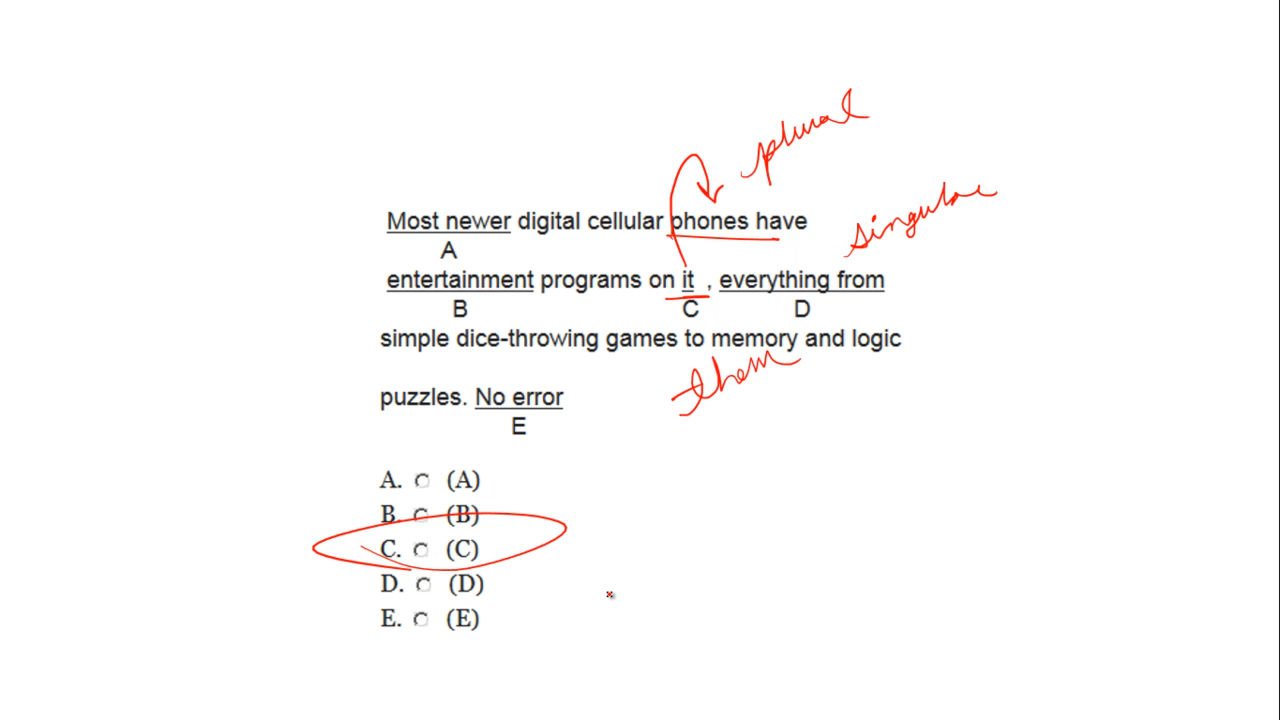 plural
singular
Most newer digital cellular phones have
A
entertainment programs on it , everything from
B C D
simple dice-throwing games to memory and logic
them
puzzles. No error
E
A. (A)
B. (B)
C. (C)
D. (D)
E. (E)